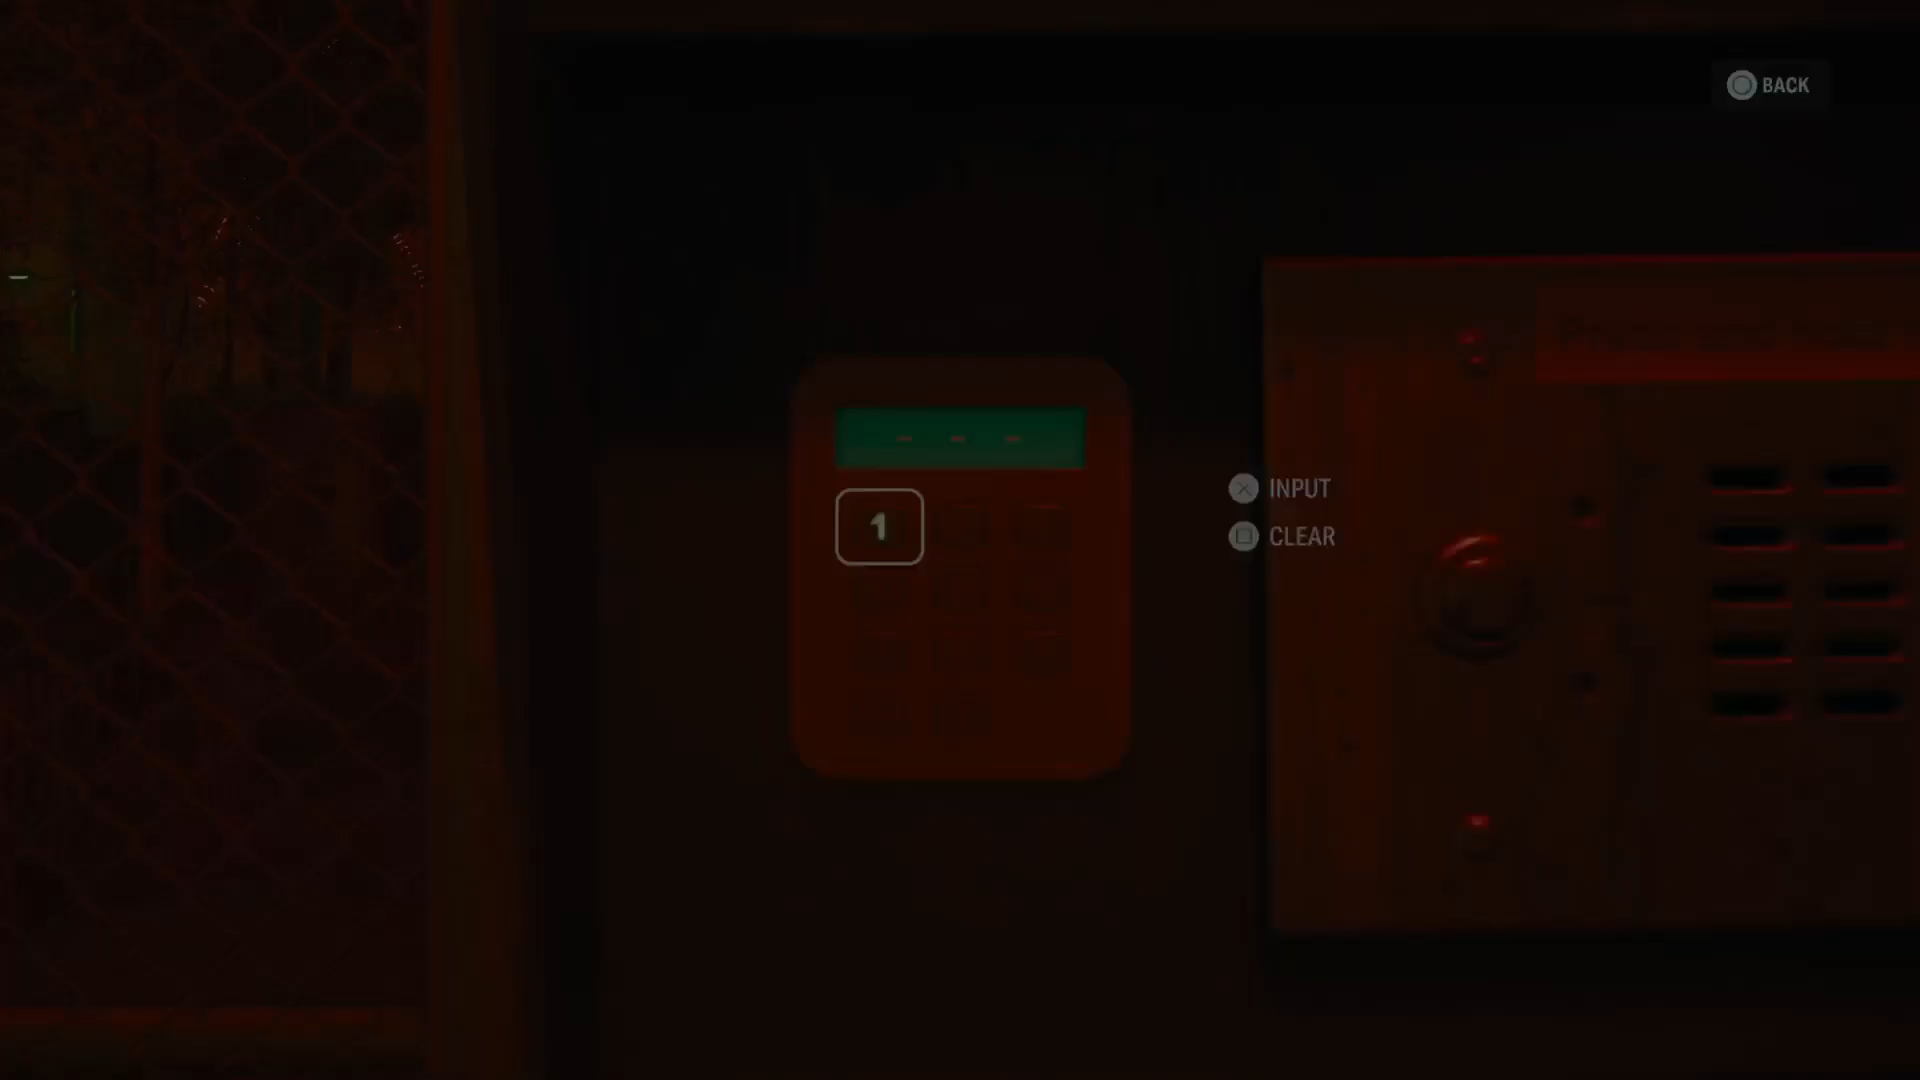 BACK
- - -
1
INPUT
CLEAR